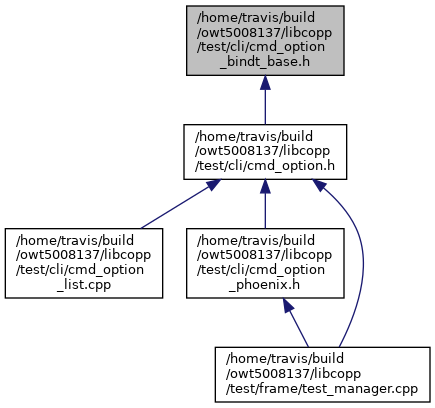 /home/travis/build
/owt5008137/libcopp
/test/cli/cmd_option
_bindt_base.h
/home/travis/build
/owt5008137/libcopp
/test/cli/cmd_option.h
/home/travis/build
/owt5008137/libcopp
/test/cli/cmd_option
_list.cpp
/home/travis/build
/owt5008137/libcopp
/test/cli/cmd_option
_phoenix.h
/home/travis/build
/owt5008137/libcopp
/test/frame/test_manager.cpp